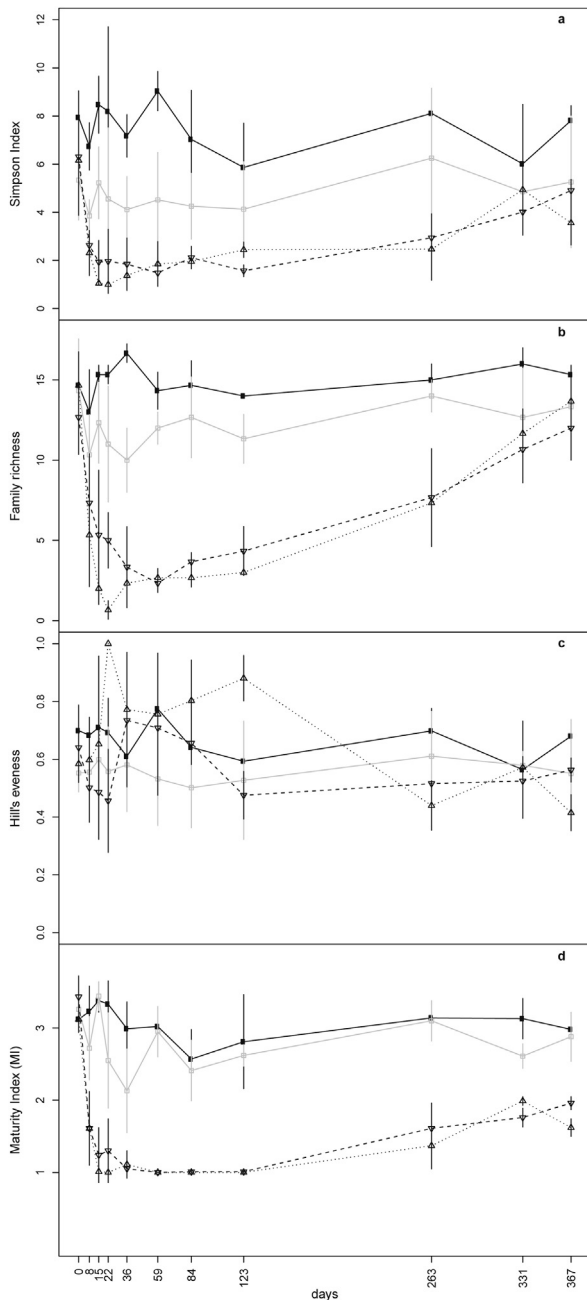 a
Simpson Index
0 2 4 6 8 10 12
b
Family richness
0 5 10 15
c
Hill's eveness
0.0 0.2 0.4 0.6 0.8 1.0
d
Maturity Index (MI)
1 2 3
0 8 15 22 36 59 84 123 263 331 367
days